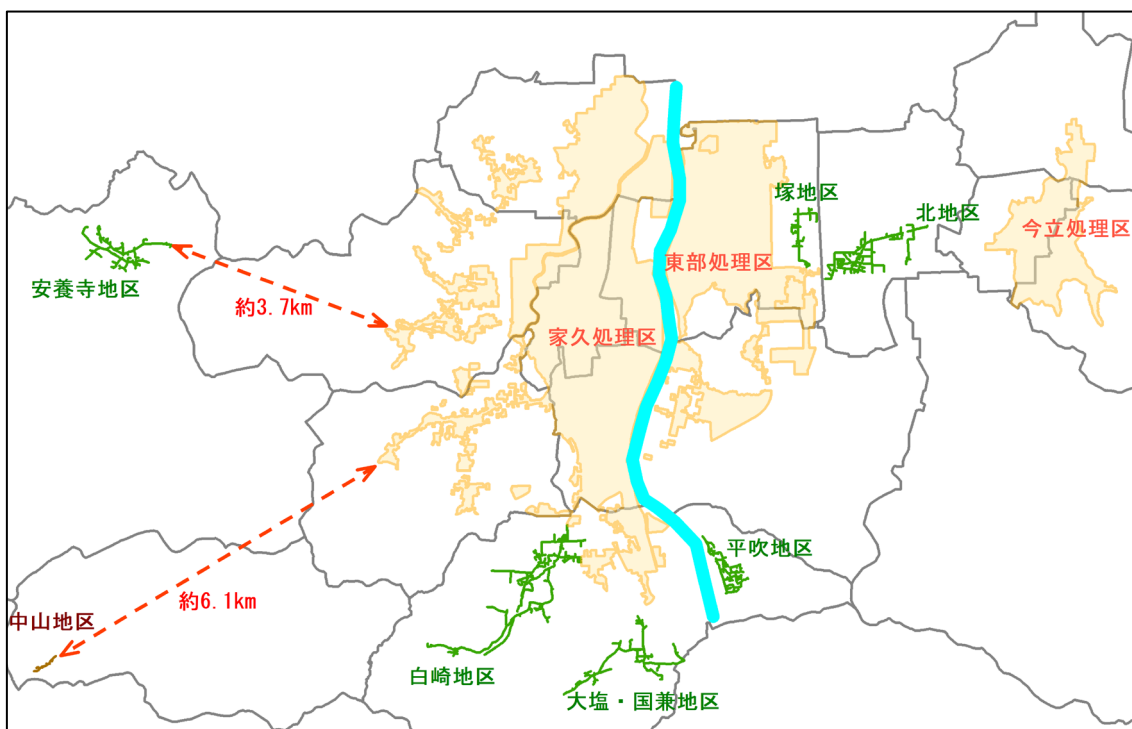 塚地区
北地区
今立処理区
東部処理区
安養寺地区
約3.7km
家久処理区
平吹地区
約6.1km
中山地区
白崎地区
大塩・国兼地区